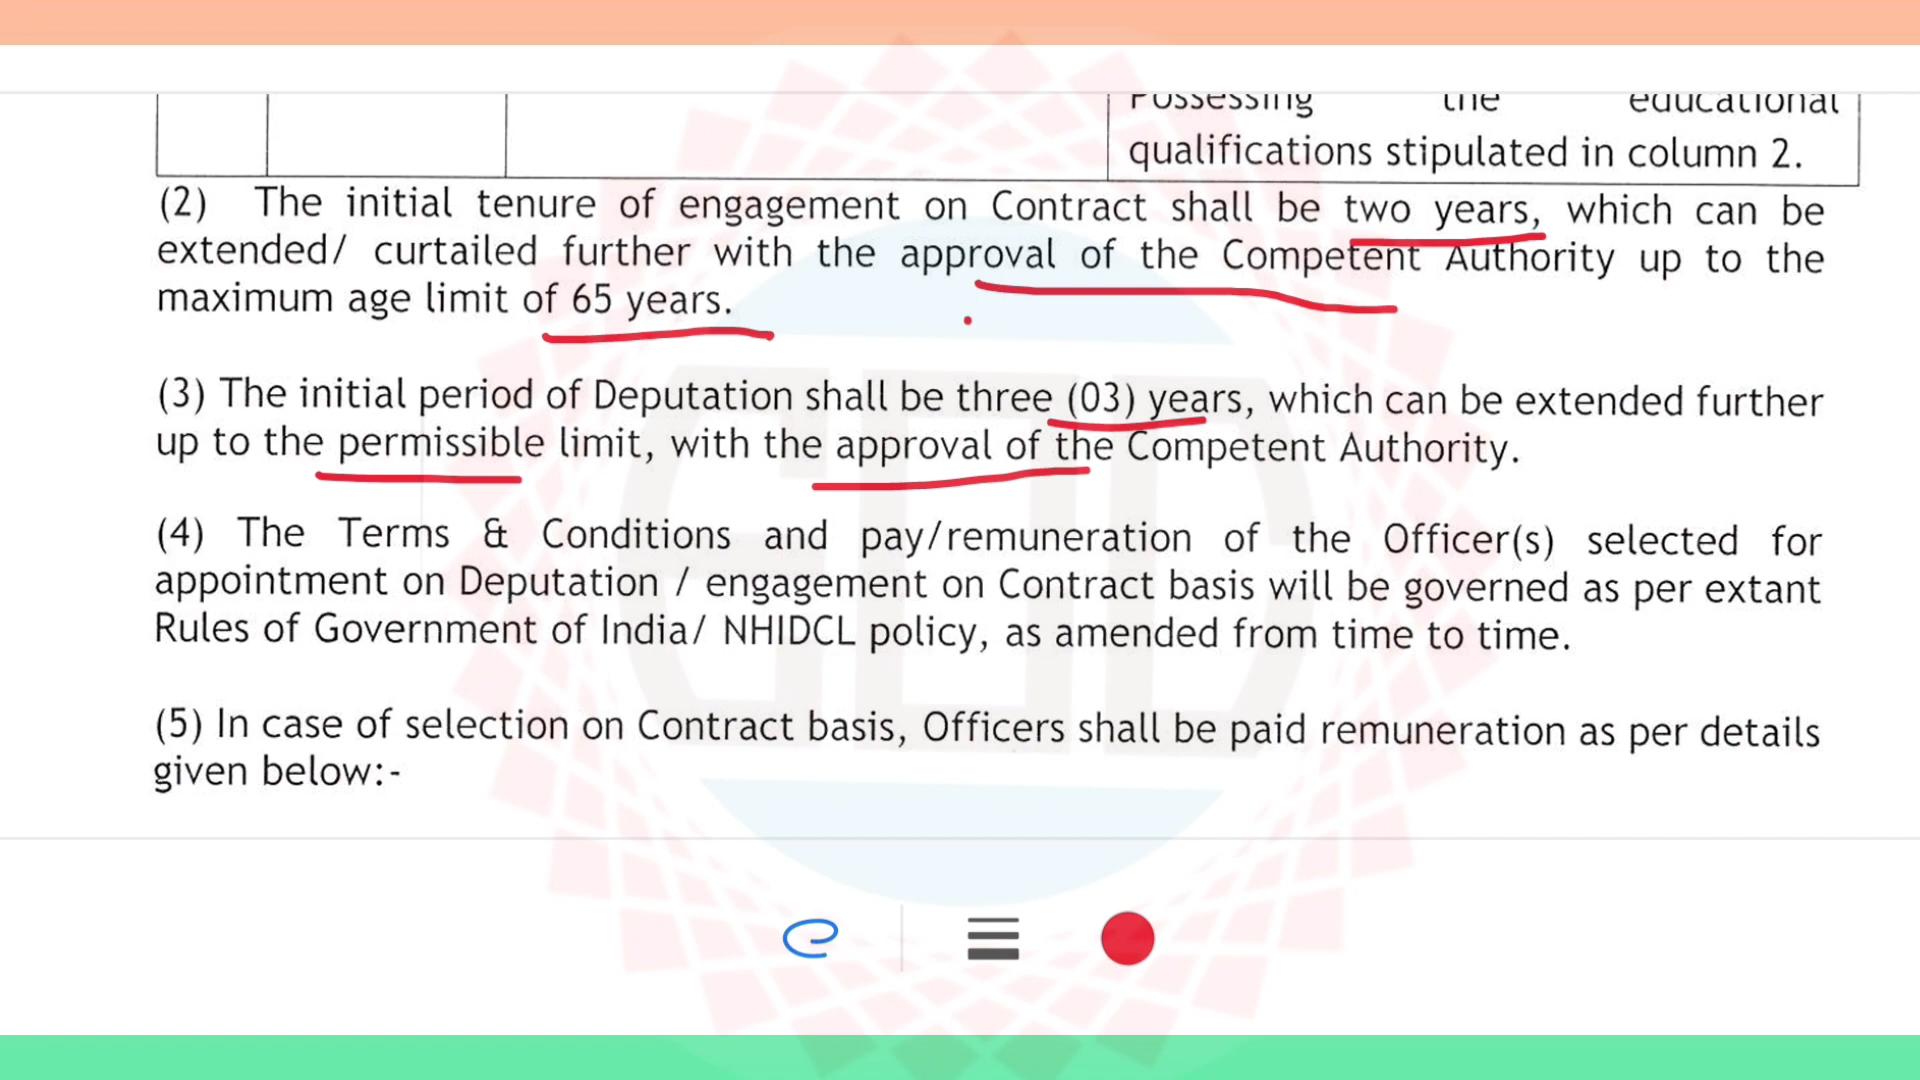 Possessing the educational
qualifications stipulated in column 2.
(2) The initial tenure of engagement on Contract shall be two years, which can be
extended/ curtailed further with the approval of the Competent Authority up to the
maximum age limit of 65 years.
(3) The initial period of Deputation shall be three (03) years, which can be extended further
up to the permissible limit, with the approval of the Competent Authority.
(4) The Terms & Conditions and pay/remuneration of the Officer(s) selected for
appointment on Deputation / engagement on Contract basis will be governed as per extant
Rules of Government of India/ NHIDCL policy, as amended from time to time.
(5) In case of selection on Contract basis, Officers shall be paid remuneration as per details
given below:-